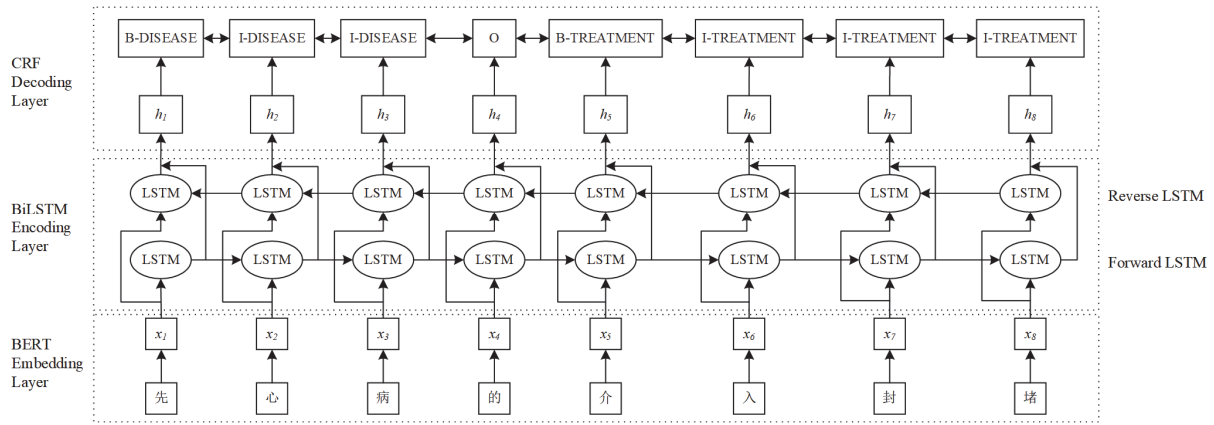 B-DISEASE I-DISEASE I-DISEASE O B-TREATMENT I-TREATMENT I-TREATMENT I-TREATMENT
CRF
Decoding
Layer
h1 h2 h3 h4 h5 h6 h7 h8
LSTM LSTM LSTM LSTM LSTM LSTM LSTM LSTM
Reverse LSTM
BiLSTM
Encoding
Layer
LSTM LSTM LSTM LSTM LSTM LSTM LSTM LSTM
Forward LSTM
x1 x2 x3 x4 x5 x6 x7 x8
BERT
Embedding
Layer
先 心 病 的 介 入 封 堵